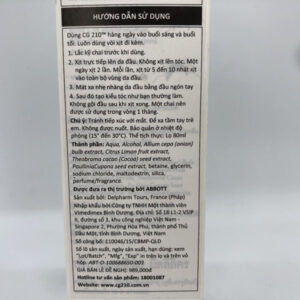 HƯỚNG DẪN SỬ DỤNG
Dùng CG 210™ hàng ngày vào buổi sáng và buổi
tối. Luôn dùng vòi xịt đi kèm.
1. Lắc kỹ chai trước khi dùng.
2. Xịt trực tiếp lên da đầu. Không xịt lên tóc. Một
ngày xịt 2 lần. Mỗi lần, xịt từ 5 đến 10 nhát xịt
vào toàn bộ vùng da đầu.
3. Mát xa nhẹ nhàng da đầu bằng đầu ngón tay
4. Sau đó tạo kiểu tóc như bạn thường làm.
Không gội đầu sau khi xịt xong. Một chai nên
được sử dụng trong vòng 1 tháng.
Chú ý: Tránh tiếp xúc với mắt. Để xa tầm tay trẻ
em. Không được nuốt. Bảo quản ở nhiệt độ
phòng (15° đến 30°C). Thể tích thực: Lọ 80ml
Thành phần: Aqua, Alcohol, Allium cepa (onion)
bulb extract, Citrus Limon fruit extract,
Theobroma cacao (Cocoa) seed extract,
PaulliniaCupana seed extract, betaine, glycerin,
sodium chloride, maltodextrin, silica,
perfume/fragrance.
Được đưa ra thị trường bởi ABBOTT
Sản xuất bởi: Delpharm Tours, France (Pháp)
Nhập khẩu bởi:Công ty TNHH Một thành viên
Vimedimex Bình Dương. Địa chỉ: Số 18 L1-2 VSIP
II, đường số 3, khu công nghiệp Việt Nam -
Singapore 2, Phường Hòa Phú, thành phố Thủ
Dầu Một, tỉnh Bình Dương, Việt Nam
Số công bố: 110046/15/CBMP-QLD
Số lô sản xuất, ngày sản xuất, hạn dùng: xem
"Lot/Batch", "Mfg", "Exp" in trên lọ và trên vỏ
hộp. ABT-O-100868650-003
GIÁ BÁN LẺ ĐỀ NGHỊ: 989,000đ
Hotline chăm sóc khách hàng: 18001087
www.cg210.com.vn